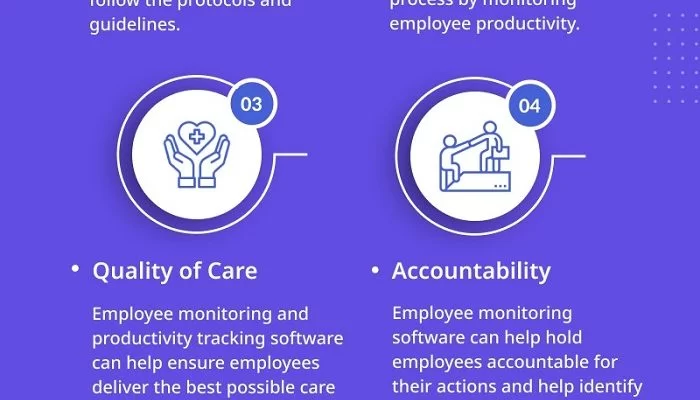 follow the protocols and
guidelines.
process by monitoring
employee productivity.
03
04
Quality of Care
Employee monitoring and
productivity tracking software
can help ensure employees
deliver the best possible care
Accountability
Employee monitoring
software can help hold
employees accountable for
their actions and help identify